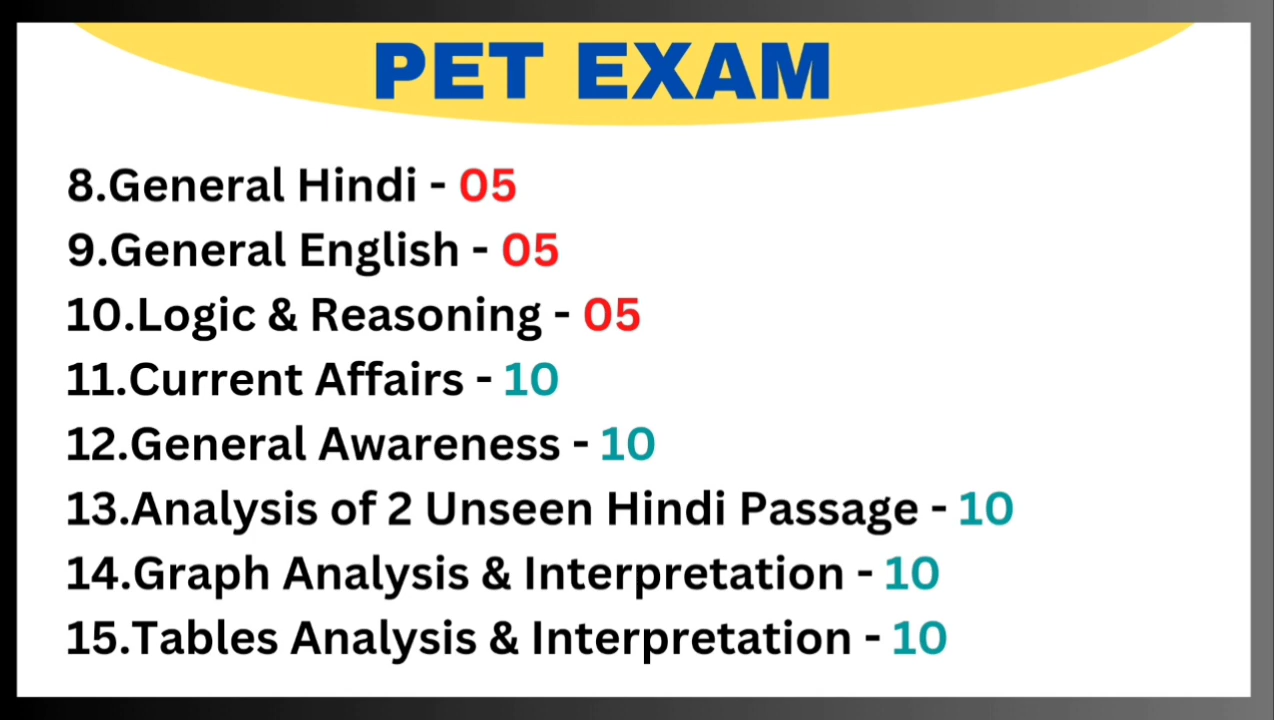 PET EXAM
8.General Hindi - 05
9.General English - 05
10.Logic & Reasoning - 05
11.Current Affairs - 10
12.General Awareness - 10
13.Analysis of 2 Unseen Hindi Passage - 10
14.Graph Analysis & Interpretation - 10
15.Tables Analysis & Interpretation - 10